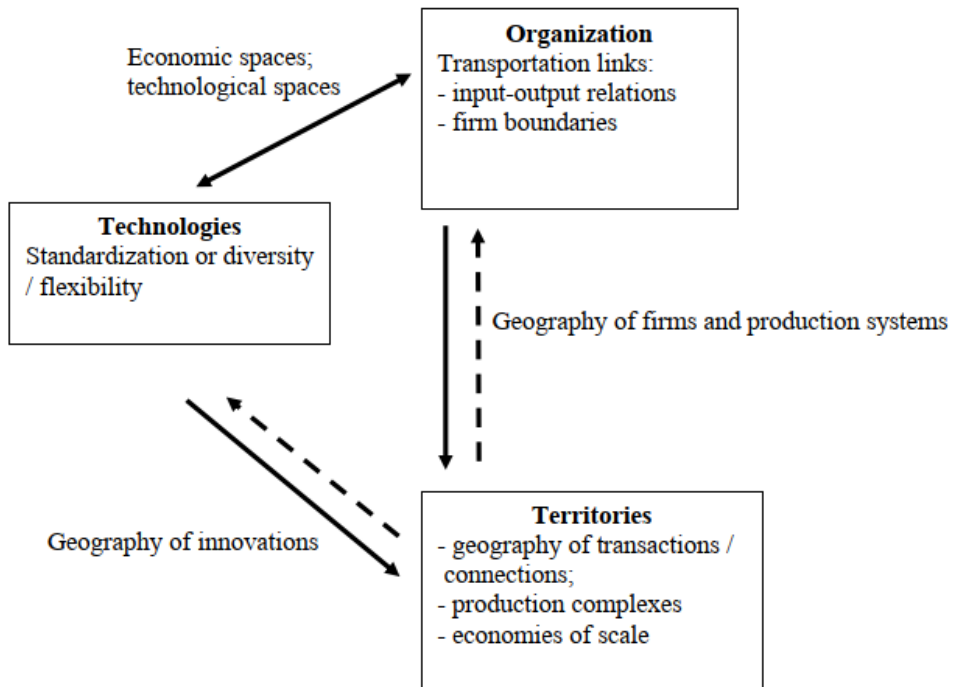 Economic spaces;
technological spaces
Organization
Transportation links:
- input-output relations
- firm boundaries
Technologies
Standardization or diversity
/ flexibility
Geography of firms and production systems
Geography of innovations
Territories
- geography of transactions /
connections;
- production complexes
- economies of scale